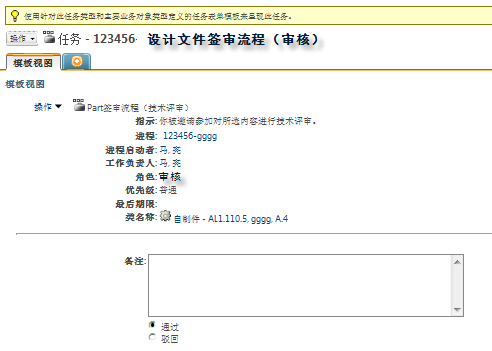 使用针对此任务类型和主要业务对象类型定义的任务表单模板来呈现此任务。
操作 任务 - 123456· 设计文件签审流程（审核）
模板视图
模板视图
操作 Part签审流程（技术评审）
指示: 你被邀请参加对所选内容进行技术评审。
进程: 123456-gggg
进程启动者: 马, 亮
工作负责人: 马, 亮
角色: 审核
优先级: 普通
最后期限:
类名称: 自制件 - AL1.110.5, gggg, A.4
备注:
通过
驳回